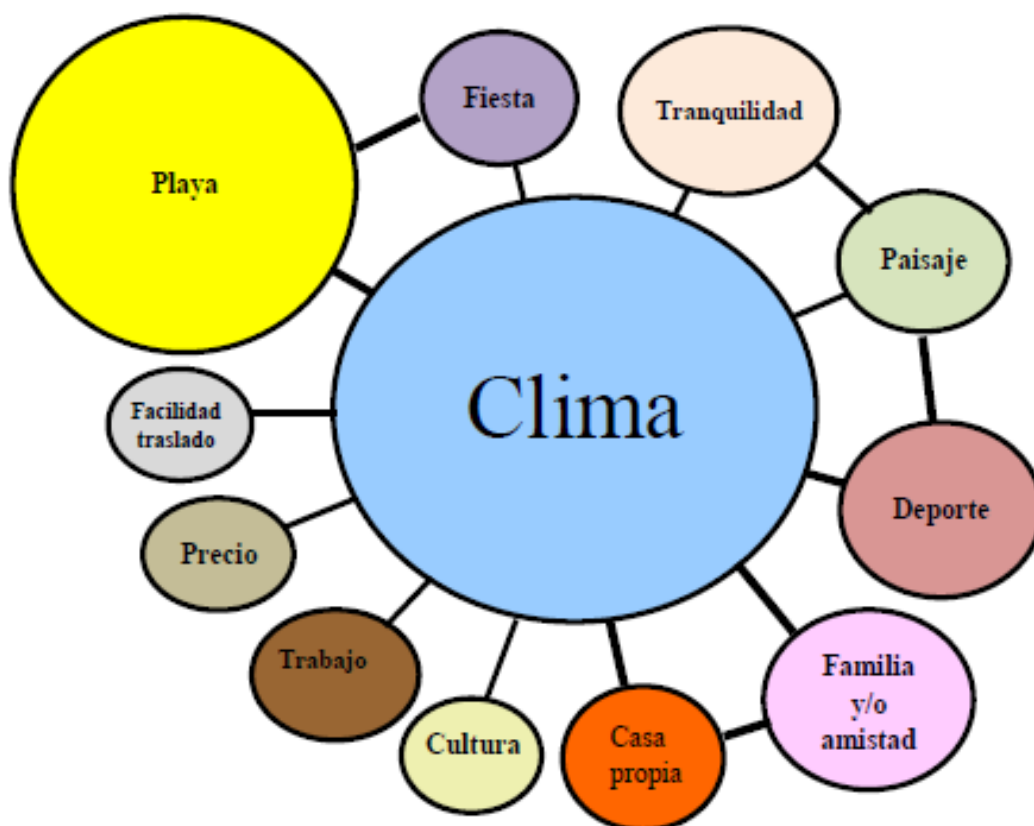 Fiesta
Tranquilidad
Playa
Paisaje
Clima
Facilidad
traslado
Deporte
Precio
Trabajo
Familia
y/o
amistad
Cultura
Casa
propia